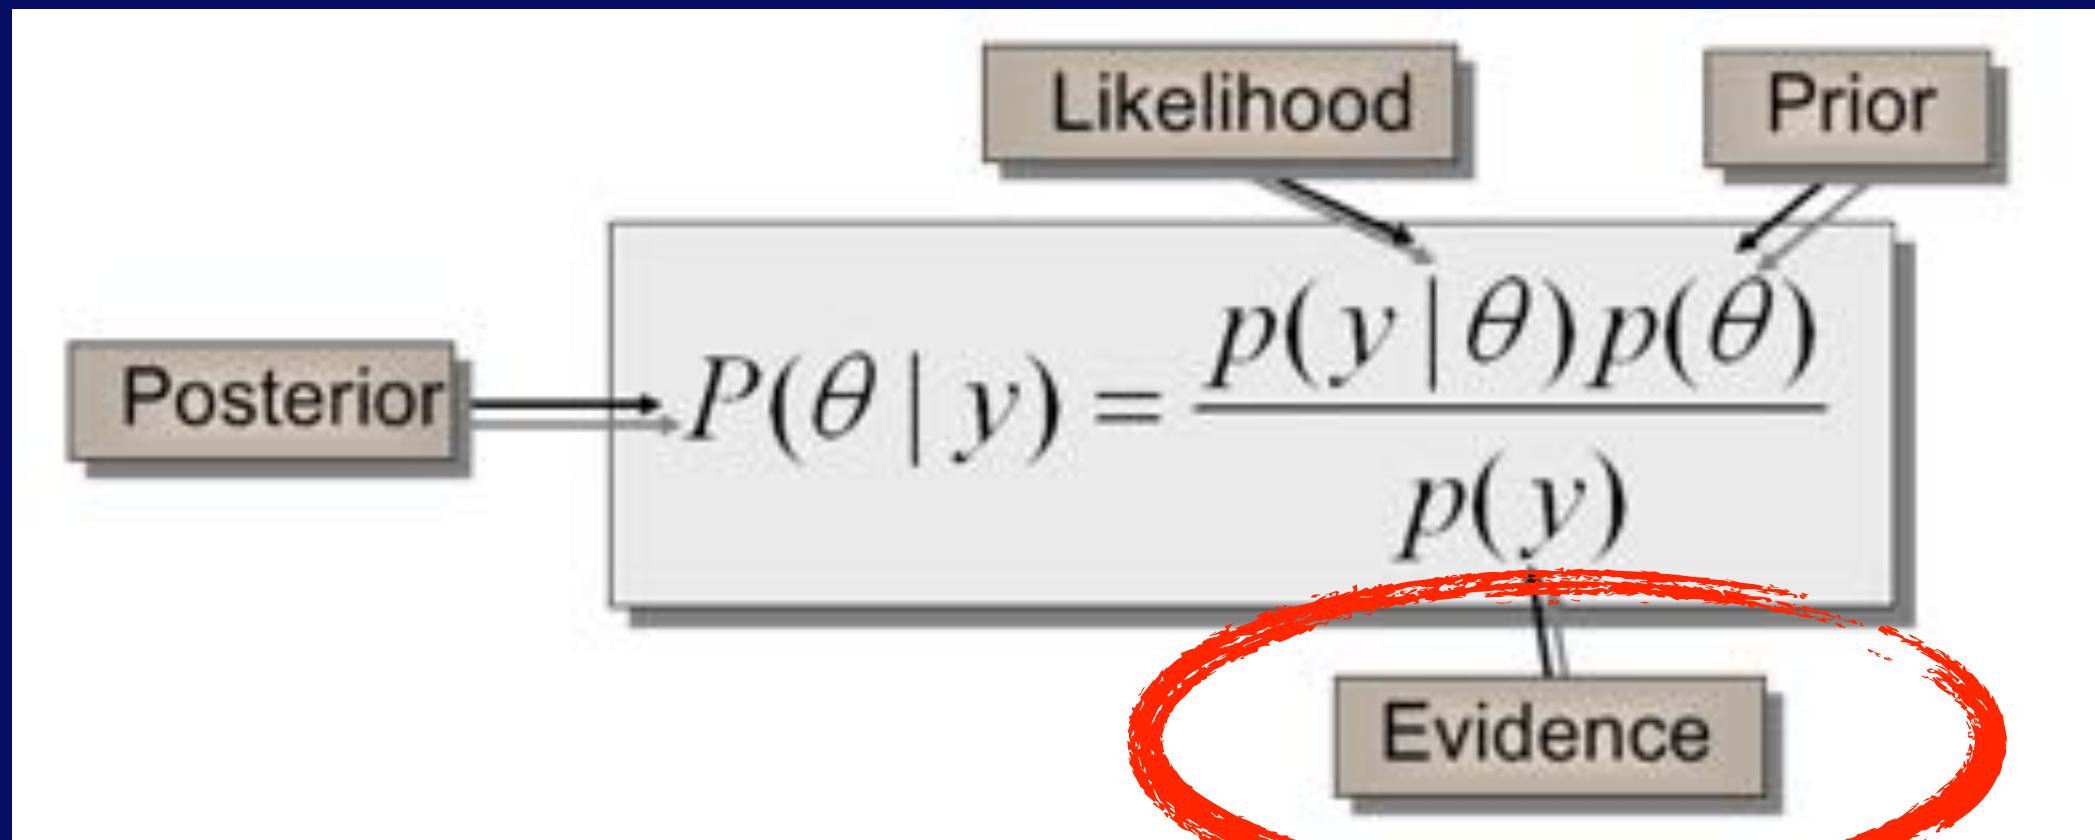 Likelihood Prior
Posterior
P(θ | y) = p(y | θ) p(θ)
p(y)
Evidence